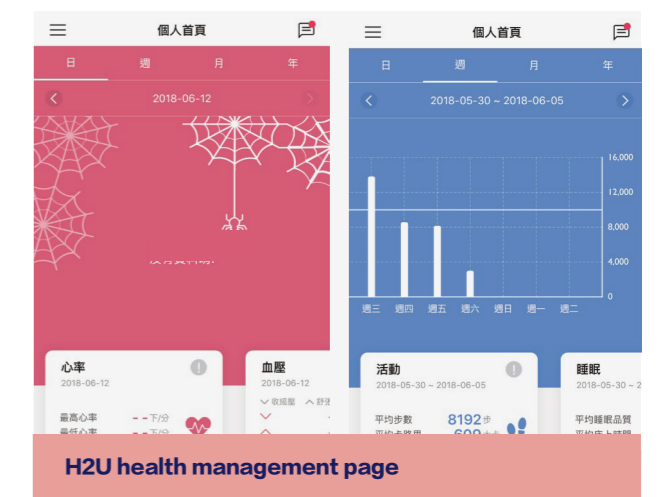 個人首頁
日 週 月 年
2018-06-12
心率
2018-06-12
最高心率 --下/分
血壓
2018-06-12
收縮壓
個人首頁
日 週 月 年
2018-05-30 ~ 2018-06-05
16,000
12,000
8,000
4,000
0
週三 週四 週五 週六 週日 週一 週二
活動
2018-05-30 ~ 2018-06-05
平均步數 8192步
睡眠
2018-05-30 ~ 2
平均睡眠品質
H2U health management page